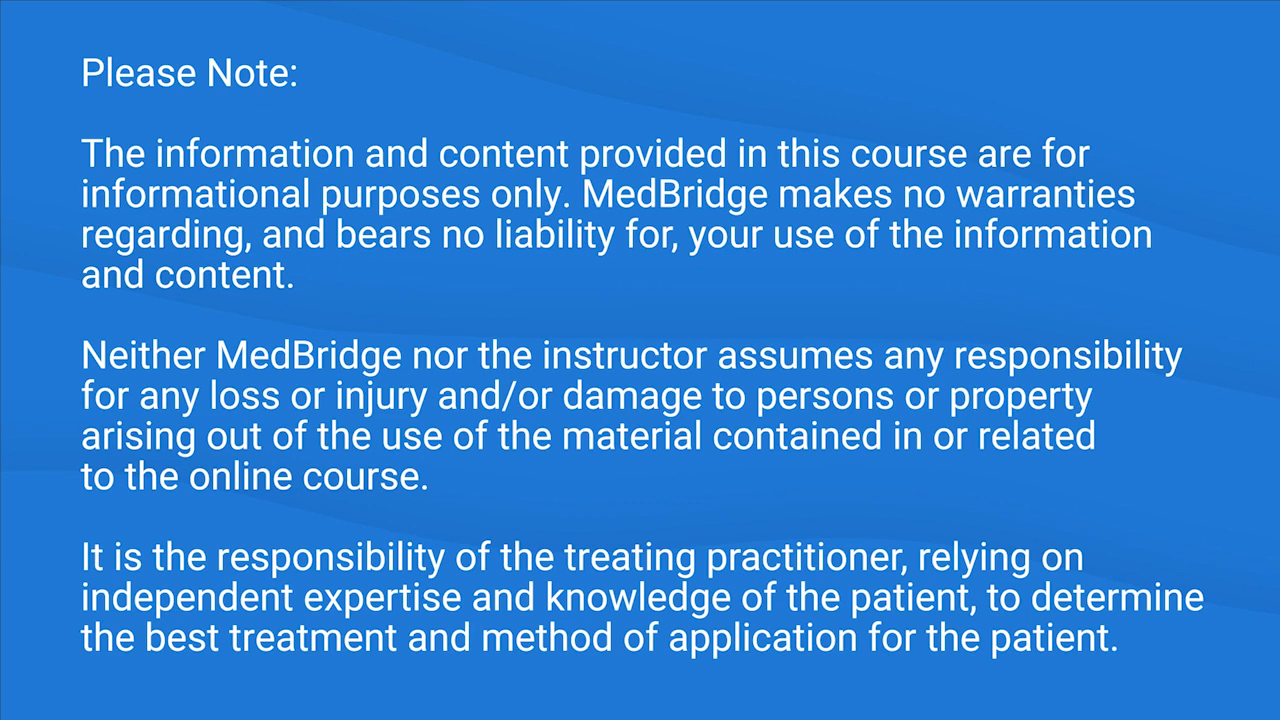 Please Note:
The information and content provided in this course are for
informational purposes only. MedBridge makes no warranties
regarding, and bears no liability for, your use of the information
and content.
Neither MedBridge nor the instructor assumes any responsibility
for any loss or injury and/or damage to persons or property
arising out of the use of the material contained in or related
to the online course.
It is the responsibility of the treating practitioner, relying on
independent expertise and knowledge of the patient, to determine
the best treatment and method of application for the patient.